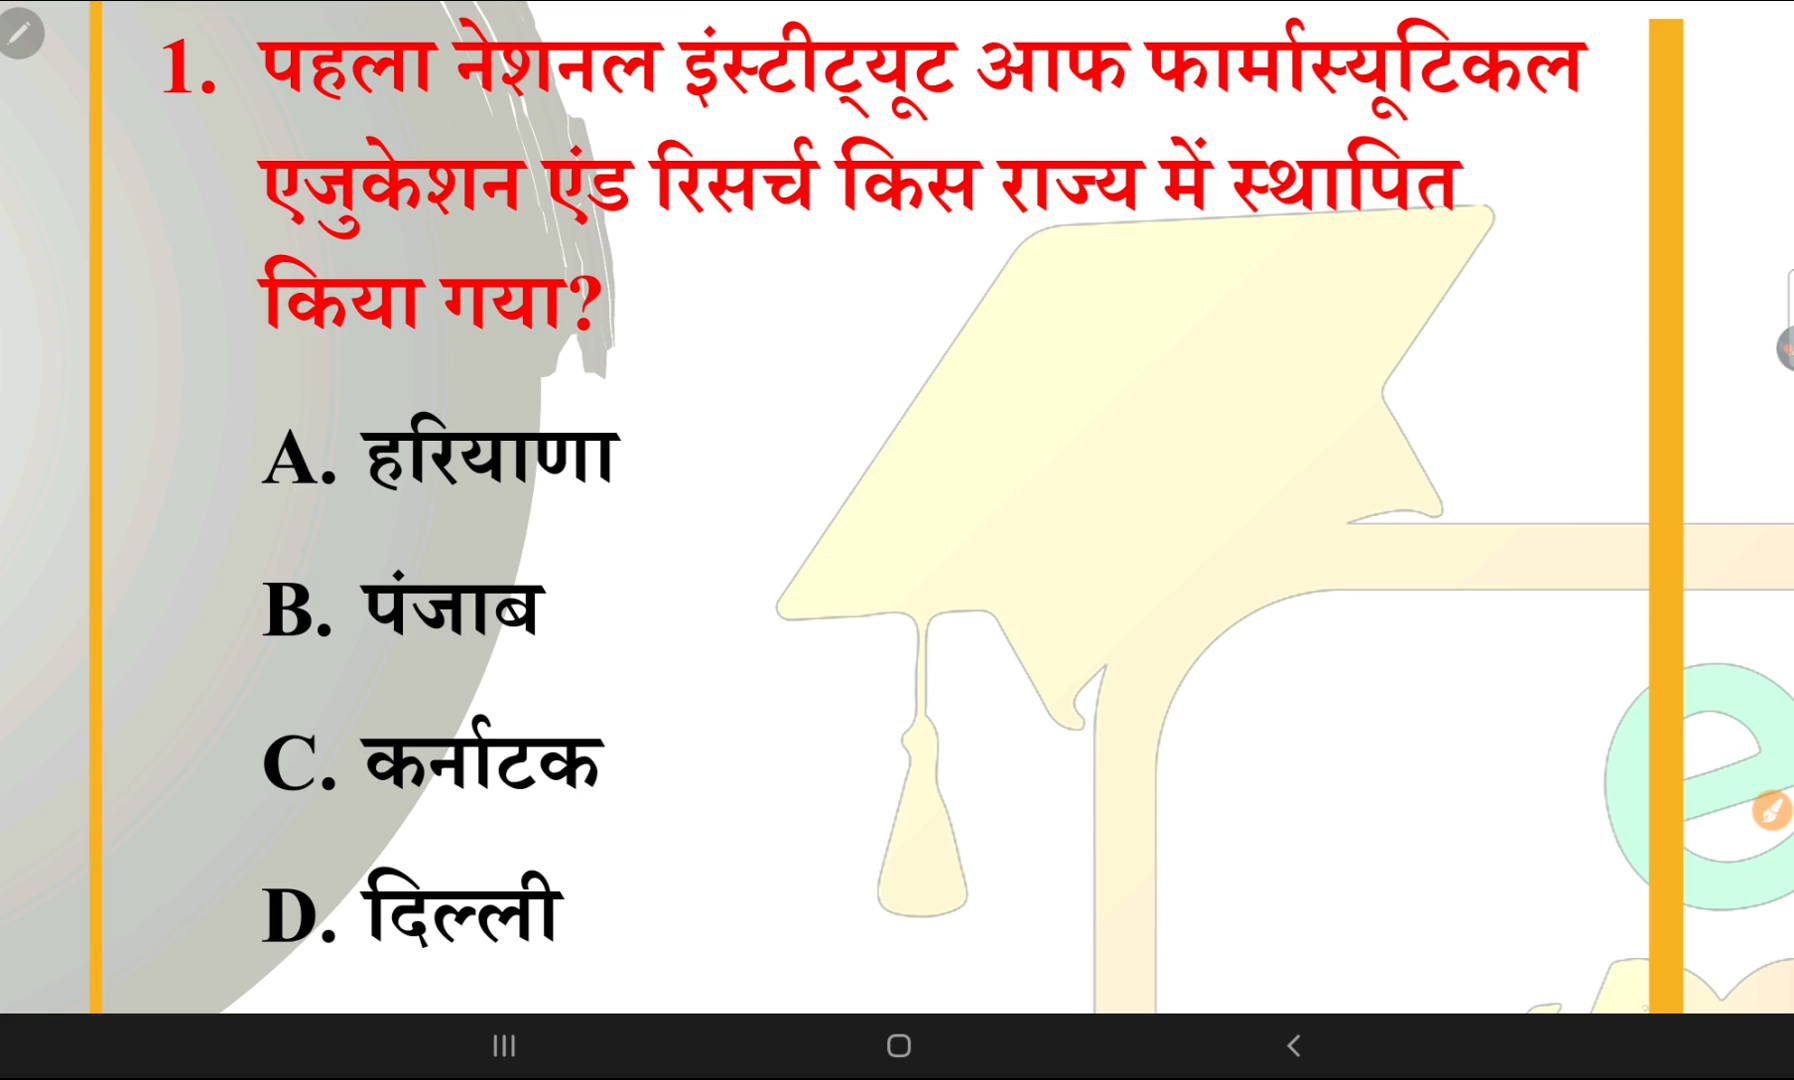 1. पहला नेशनल इंस्टीट्यूट आफ फार्मास्यूटिकल
एजुकेशन एंड रिसर्च किस राज्य में स्थापित
किया गया?
A. हरियाणा
B. पंजाब
C. कर्नाटक
D. दिल्ली
e